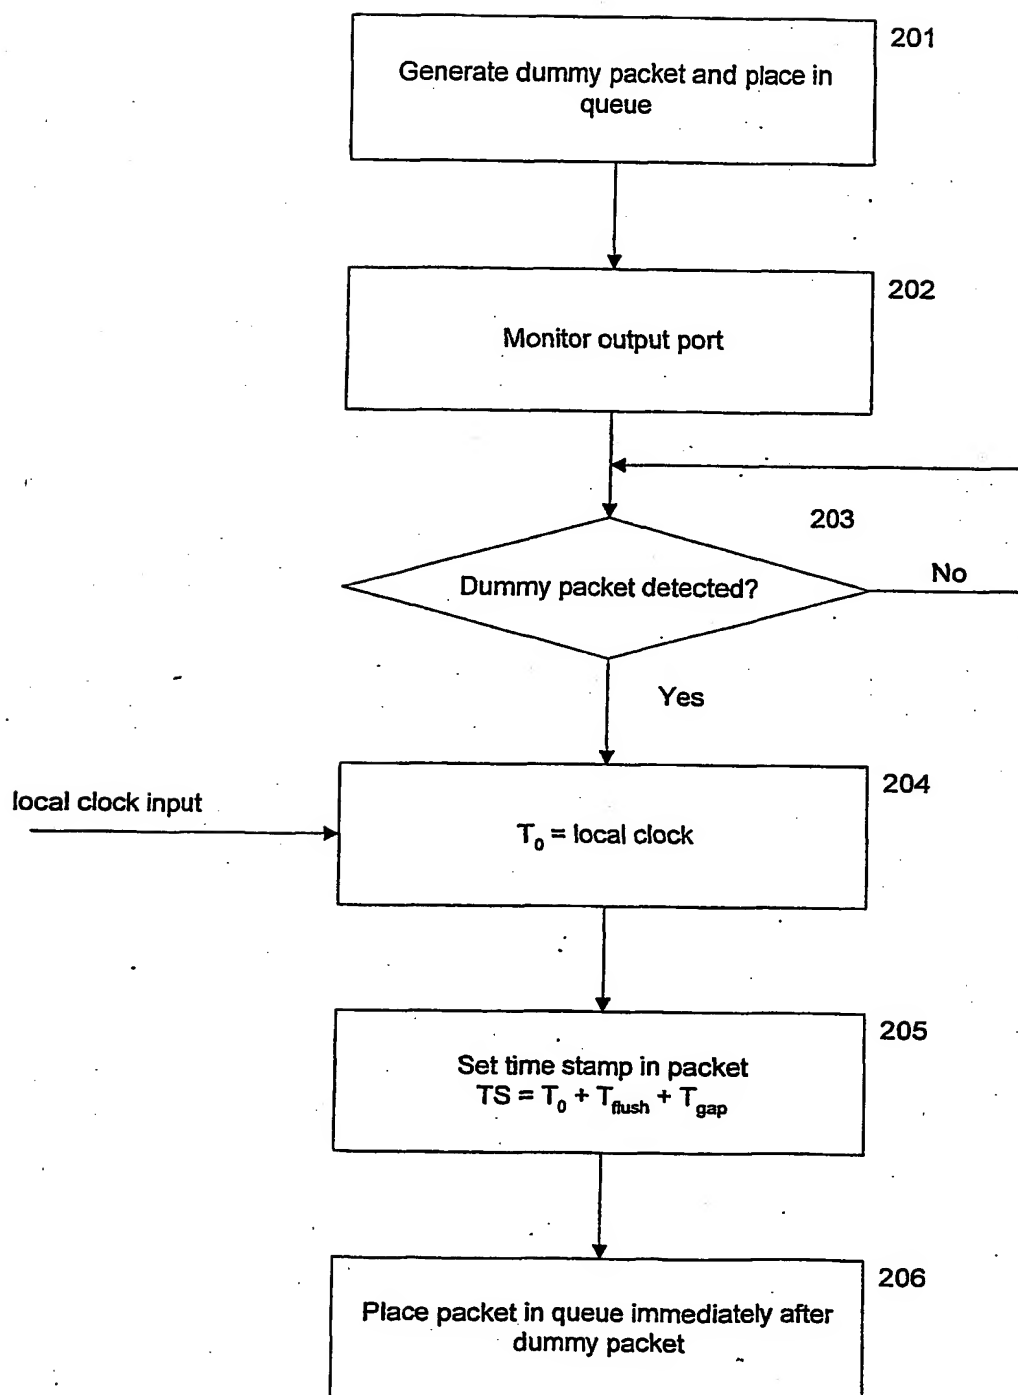 201
Generate dummy packet and place in
queue
202
Monitor output port
203
Dummy packet detected?
No
Yes
204
local clock input
T₀ = local clock
205
Set time stamp in packet
TS = T₀ + T_flush + T_gap
206
Place packet in queue immediately after
dummy packet